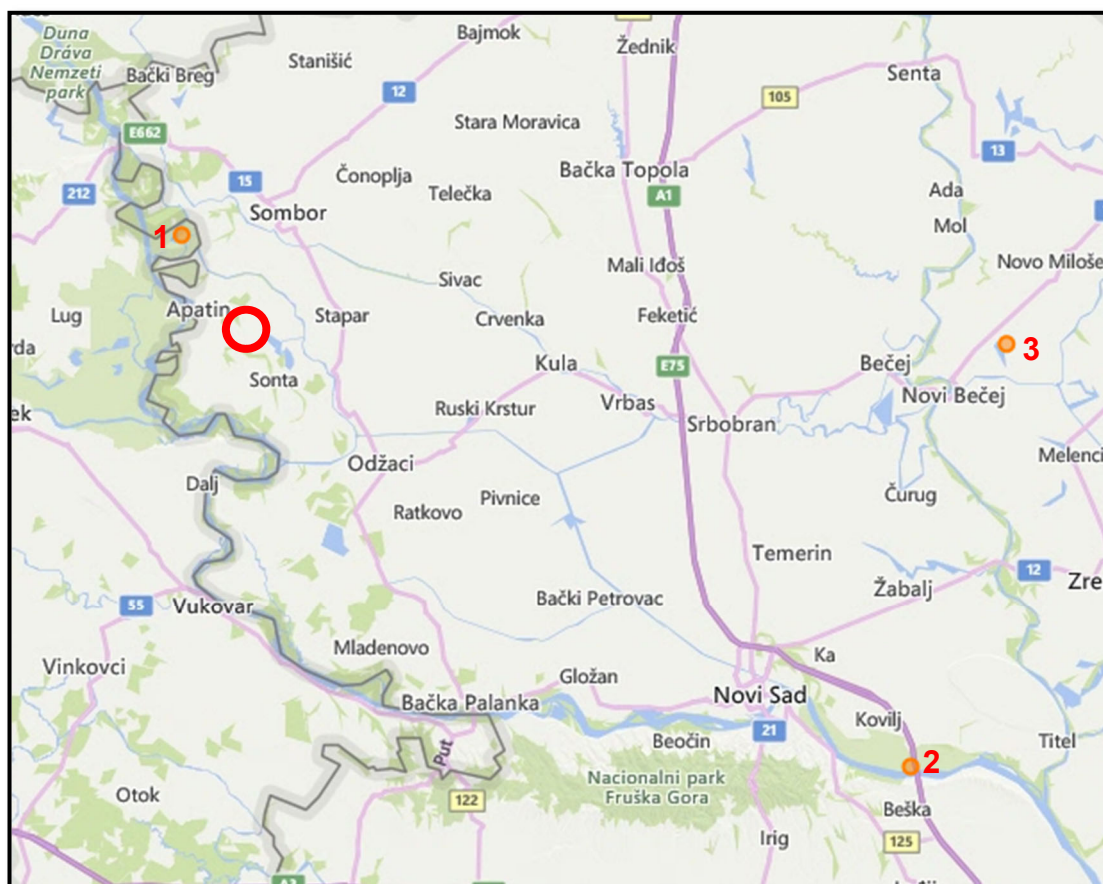 Duna
Dráva
Nemzeti
park
Bački Breg
Stanišić
Bajmok
Žednik
Senta
12
105
E662
Stara Moravica
13
212
15
Čonoplja
Telečka
Bačka Topola
A1
Ada
Mol
Sombor
1
Sivac
Mali Iđoš
Novo Miloše
Apatin
Lug
Stapar
Crvenka
Feketić
3
Sonta
Kula
E75
Bečej
Novi Bečej
Ruski Krstur
Vrbas
Srbobran
ek
Melenci
Odžaci
Dalj
Pivnice
Čurug
Ratkovo
Temerin
12
Zre
Žabalj
55
Vukovar
Bački Petrovac
Mladenovo
Ka
Vinkovci
Gložan
Bačka Palanka
Novi Sad
Kovilj
21
Titel
Put
Beočin
2
Nacionalni park
Fruška Gora
Otok
122
Beška
Irig
125